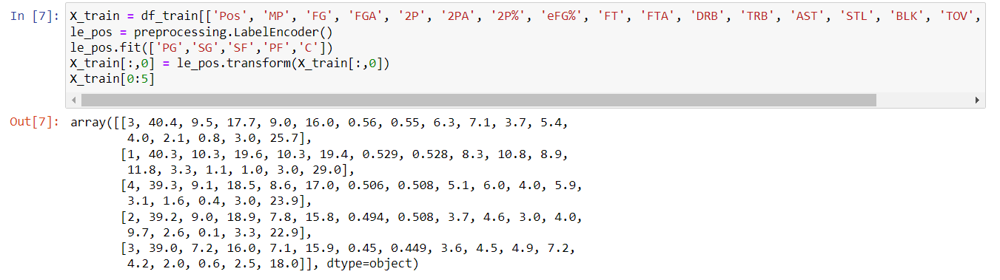 In [7]: X_train = df_train[['Pos', 'MP', 'FG', 'FGA', '2P', '2PA', '2P%', 'eFG%', 'FT', 'FTA', 'DRB', 'TRB', 'AST', 'STL', 'BLK', 'TOV',
le_pos = preprocessing.LabelEncoder()
le_pos.fit(['PG','SG','SF','PF','C'])
X_train[:,0] = le_pos.transform(X_train[:,0])
X_train[0:5]
Out[7]: array([[3, 40.4, 9.5, 17.7, 9.0, 16.0, 0.56, 0.55, 6.3, 7.1, 3.7, 5.4,
4.0, 2.1, 0.8, 3.0, 25.7],
[1, 40.3, 10.3, 19.6, 10.3, 19.4, 0.529, 0.528, 8.3, 10.8, 8.9,
11.8, 3.3, 1.1, 1.0, 3.0, 29.0],
[4, 39.3, 9.1, 18.5, 8.6, 17.0, 0.506, 0.508, 5.1, 6.0, 4.0, 5.9,
3.1, 1.6, 0.4, 3.0, 23.9],
[2, 39.2, 9.0, 18.9, 7.8, 15.8, 0.494, 0.508, 3.7, 4.6, 3.0, 4.0,
9.7, 2.6, 0.1, 3.3, 22.9],
[3, 39.0, 7.2, 16.0, 7.1, 15.9, 0.45, 0.449, 3.6, 4.5, 4.9, 7.2,
4.2, 2.0, 0.6, 2.5, 18.0]], dtype=object)